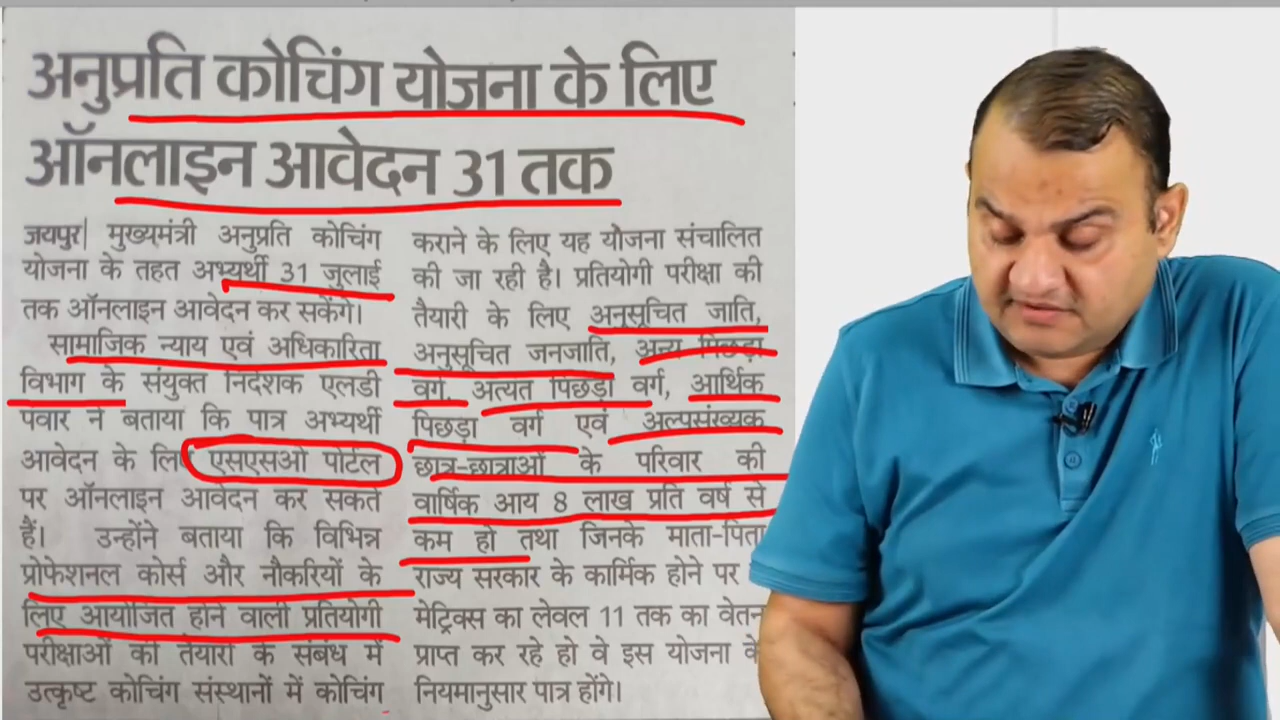 अनुप्रति कोचिंग योजना के लिए
ऑनलाइन आवेदन 31 तक
जयपुर| मुख्यमंत्री अनुप्रति कोचिंग
योजना के तहत अभ्यर्थी 31 जुलाई
तक ऑनलाइन आवेदन कर सकेंगे।
सामाजिक न्याय एवं अधिकारिता
विभाग के संयुक्त निदेशक एलडी
पंवार ने बताया कि पात्र अभ्यर्थी
आवेदन के लिए एसएसओ पोर्टल
पर ऑनलाइन आवेदन कर सकते
हैं। उन्होंने बताया कि विभिन्न
प्रोफेशनल कोर्स और नौकरियों के
लिए आयोजित होने वाली प्रतियोगी
परीक्षाओं की तैयारी के संबंध में
उत्कृष्ट कोचिंग संस्थानों में कोचिंग
कराने के लिए यह योजना संचालित
की जा रही है। प्रतियोगी परीक्षा की
तैयारी के लिए अनुसूचित जाति,
अनुसूचित जनजाति, अन्य पिछड़ा
वर्ग, अत्यत पिछड़ा वर्ग, आर्थिक
पिछड़ा वर्ग एवं अल्पसंख्यक
छात्र-छात्राओं के परिवार की
वार्षिक आय 8 लाख प्रति वर्ष से
कम हो तथा जिनके माता-पिता
राज्य सरकार के कार्मिक होने पर
मेट्रिक्स का लेवल 11 तक का वेतन
प्राप्त कर रहे हो वे इस योजना के
नियमानुसार पात्र होंगे।